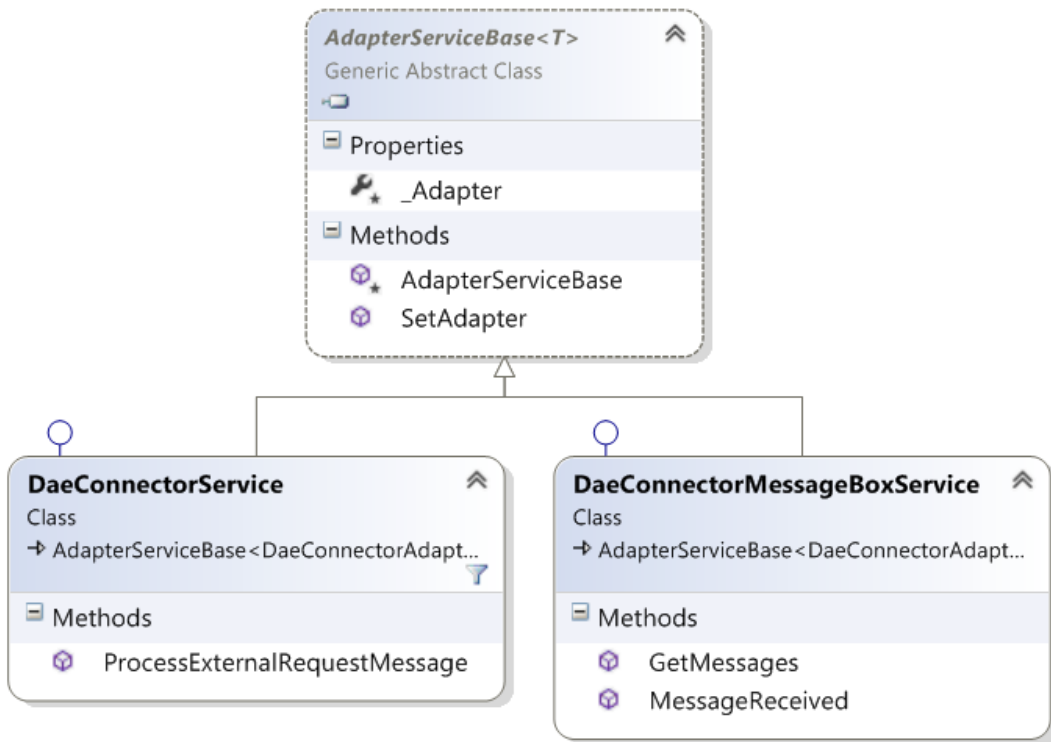 AdapterServiceBase<T>
Generic Abstract Class
Properties
_Adapter
Methods
AdapterServiceBase
SetAdapter
DaeConnectorService
Class
AdapterServiceBase<DaeConnectorAdapt...
Methods
ProcessExternalRequestMessage
DaeConnectorMessageBoxService
Class
AdapterServiceBase<DaeConnectorAdapt...
Methods
GetMessages
MessageReceived